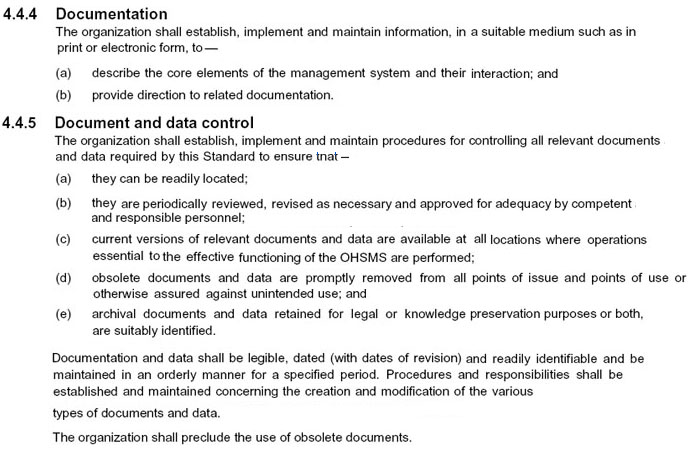 4.4.4 Documentation
The organization shall establish, implement and maintain information, in a suitable medium such as in
print or electronic form, to—
(a) describe the core elements of the management system and their interaction; and
(b) provide direction to related documentation.
4.4.5 Document and data control
The organization shall establish, implement and maintain procedures for controlling all relevant documents
and data required by this Standard to ensure tnat—
(a) they can be readily located;
(b) they are periodically reviewed, revised as necessary and approved for adequacy by competent
and responsible personnel;
(c) current versions of relevant documents and data are available at all locations where operations
essential to the effective functioning of the OHSMS are performed;
(d) obsolete documents and data are promptly removed from all points of issue and points of use or
otherwise assured against unintended use; and
(e) archival documents and data retained for legal or knowledge preservation purposes or both,
are suitably identified.
Documentation and data shall be legible, dated (with dates of revision) and readily identifiable and be
maintained in an orderly manner for a specified period. Procedures and responsibilities shall be
established and maintained concerning the creation and modification of the various
types of documents and data.
The organization shall preclude the use of obsolete documents.